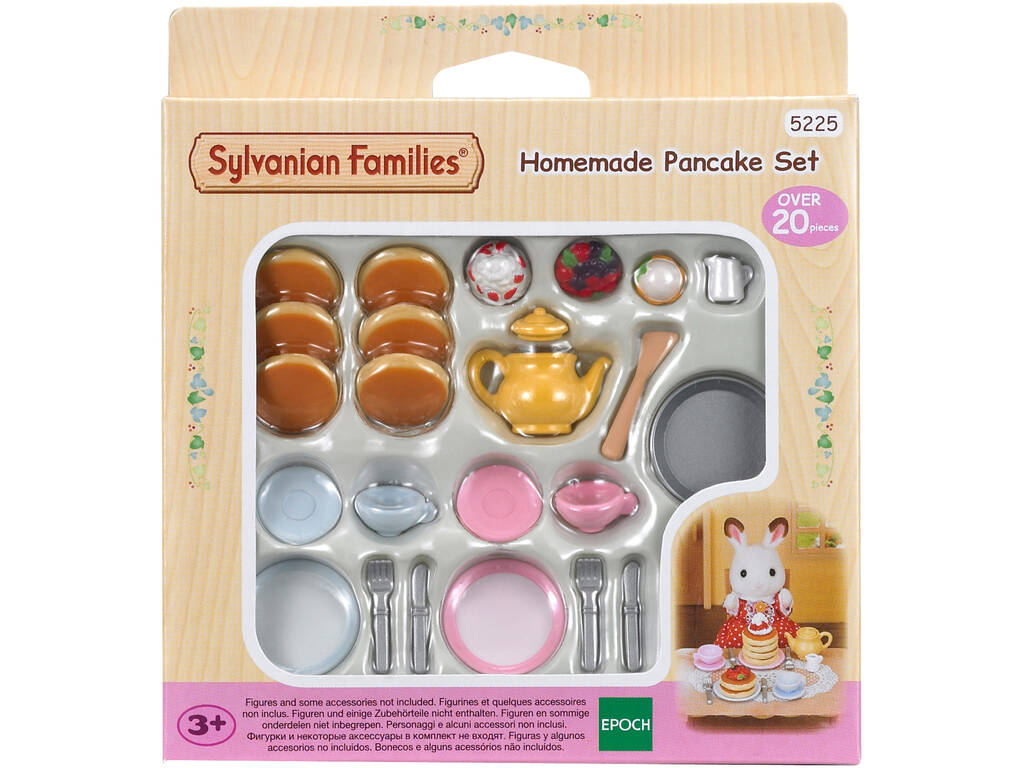 5225
Sylvanian Families®
Homemade Pancake Set
OVER
20 pieces
3+
Figures and some accessories not included. Figurines et quelques accessoires
non inclus. Figuren und einige Zubehörteile nicht enthalten. Figuren en sommige
onderdelen niet inbegrepen. Personaggi e alcuni accessori non inclusi.
Фигурки и некоторые аксессуары в комплект не входят. Figuras y algunos
accesorios no incluidos. Bonecos e alguns acessórios não incluídos.
EPOCH